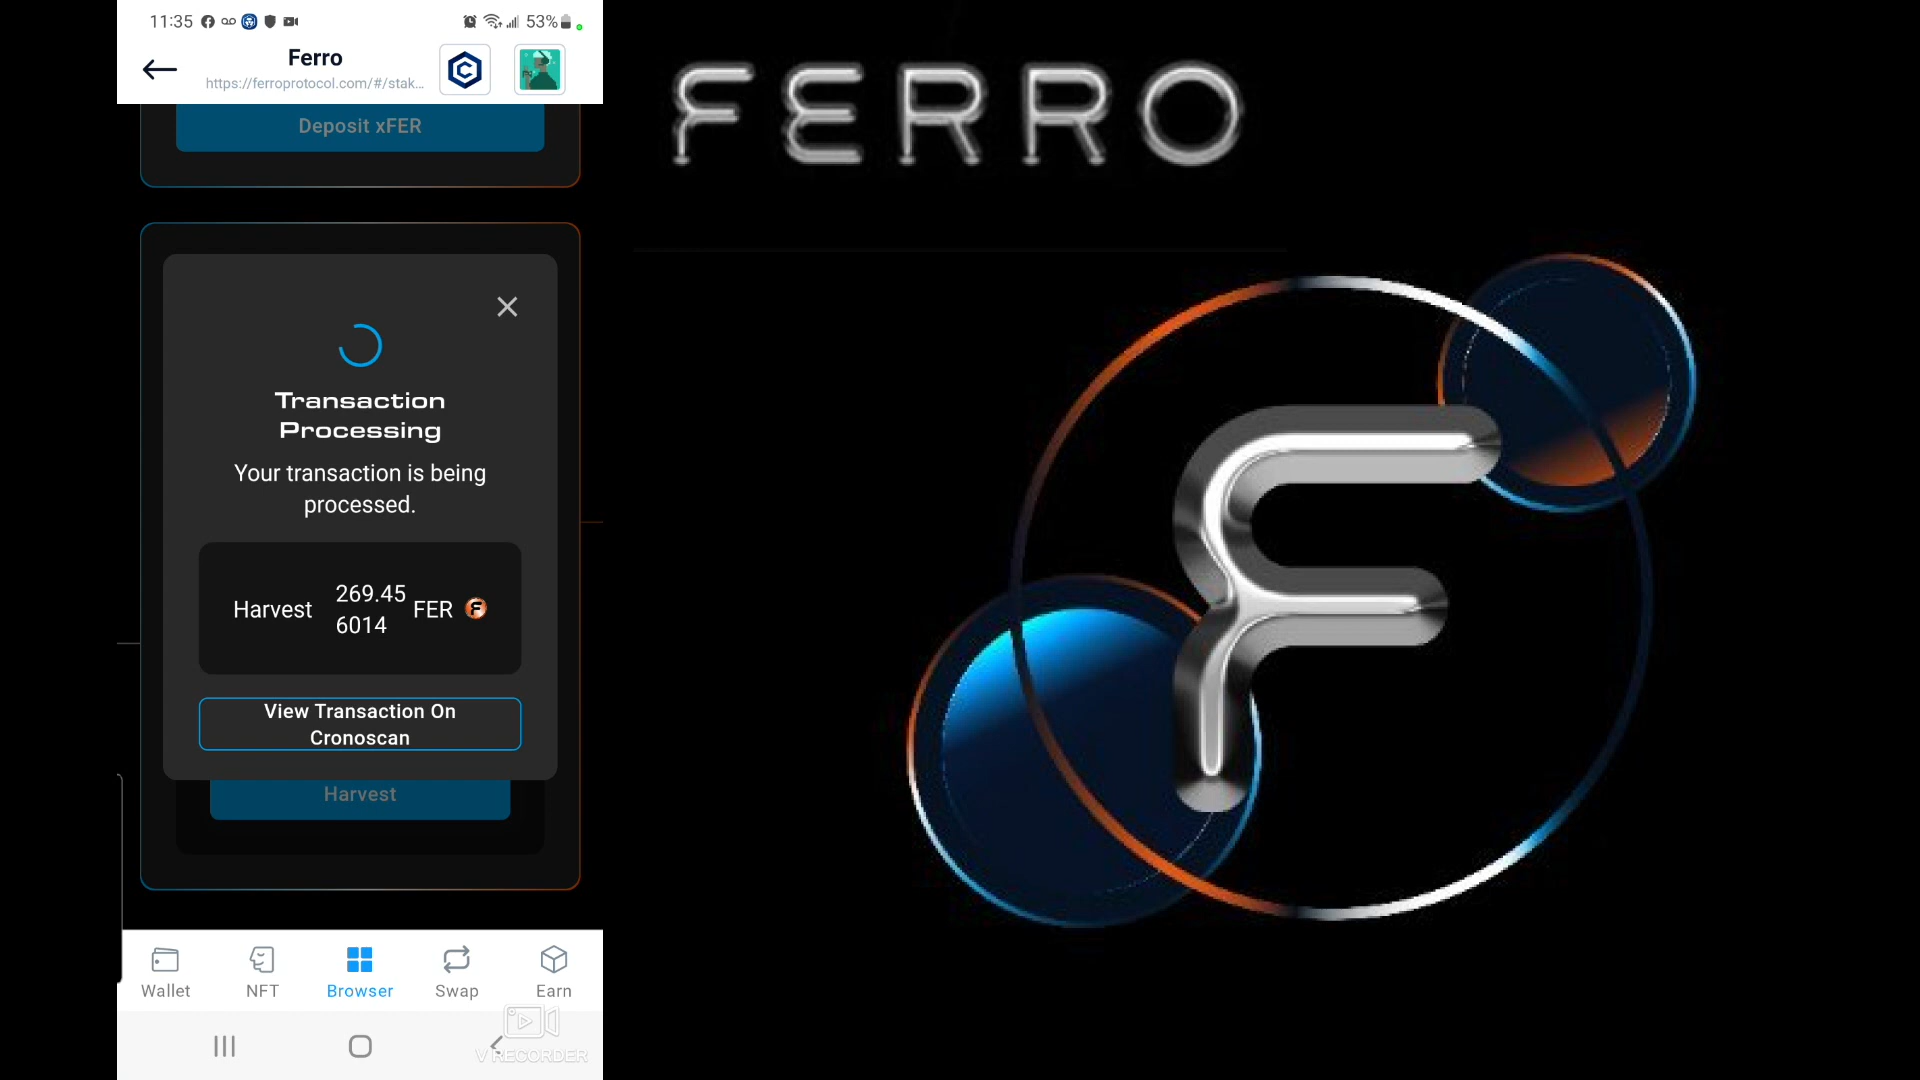 11:35
53%
Ferro
https://ferroprotocol.com/#/stak...
Deposit xFER
Transaction
Processing
Your transaction is being
processed.
Harvest
269.45
6014
FER
View Transaction On
Cronoscan
Harvest
Wallet
NFT
Browser
Swap
Earn
V RECORDER
FERRO